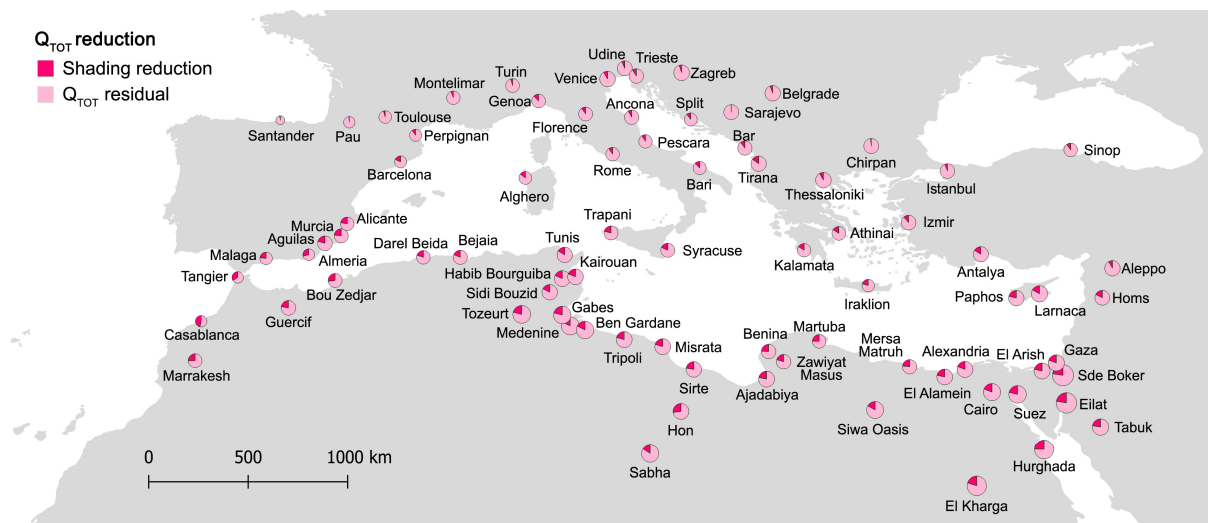 Q_TOT reduction
Shading reduction
Q_TOT residual
Udine
Trieste
Turin
Venice
Zagreb
Montelimar
Genoa
Ancona
Split
Belgrade
Sarajevo
Santander
Pau
Toulouse
Perpignan
Florence
Pescara
Bar
Chirpan
Sinop
Barcelona
Rome
Bari
Tirana
Istanbul
Alghero
Thessaloniki
Alicante
Murcia
Aguilas
Trapani
Izmir
Malaga
Almeria
Darel Beida
Bejaia
Tunis
Syracuse
Athinai
Kalamata
Antalya
Tangier
Bou Zedjar
Habib Bourguiba
Kairouan
Aleppo
Sidi Bouzid
Iraklion
Paphos
Larnaca
Homs
Casablanca
Guercif
Tozeurt
Gabes
Medenine
Ben Gardane
Tripoli
Misrata
Benina
Martuba
Mersa
Matruh
Alexandria
El Arish
Gaza
Marrakesh
Sirte
Ajadabiya
Zawiyat
Masus
El Alamein
Cairo
Suez
Sde Boker
Eilat
Hon
Siwa Oasis
Tabuk
Sabha
Hurghada
El Kharga
0 500 1000 km